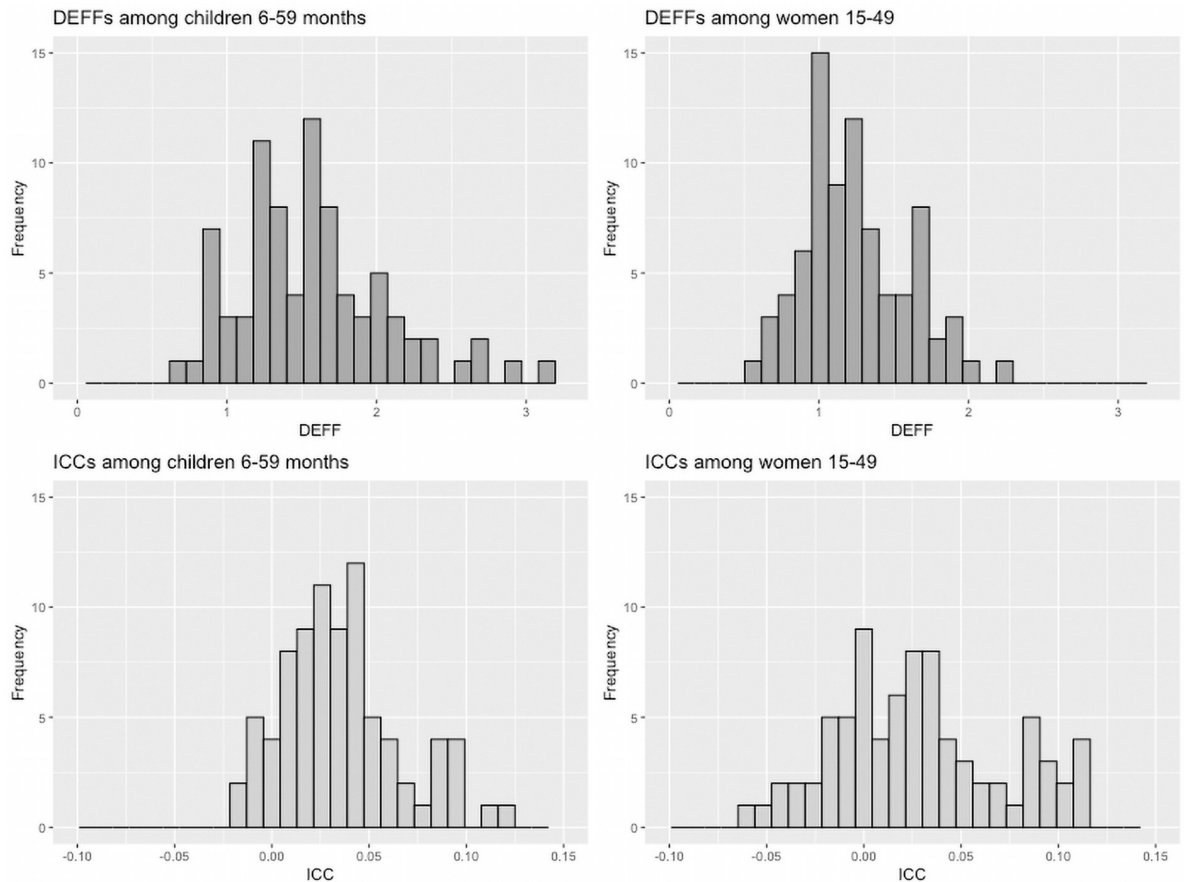 DEFFs among children 6-59 months
15
10
5
0
Frequency
0 1 2 3
DEFF
DEFFs among women 15-49
15
10
5
0
Frequency
0 1 2 3
DEFF
ICCs among children 6-59 months
15
10
5
0
Frequency
-0.10 -0.05 0.00 0.05 0.10 0.15
ICC
ICCs among women 15-49
15
10
5
0
Frequency
-0.10 -0.05 0.00 0.05 0.10 0.15
ICC